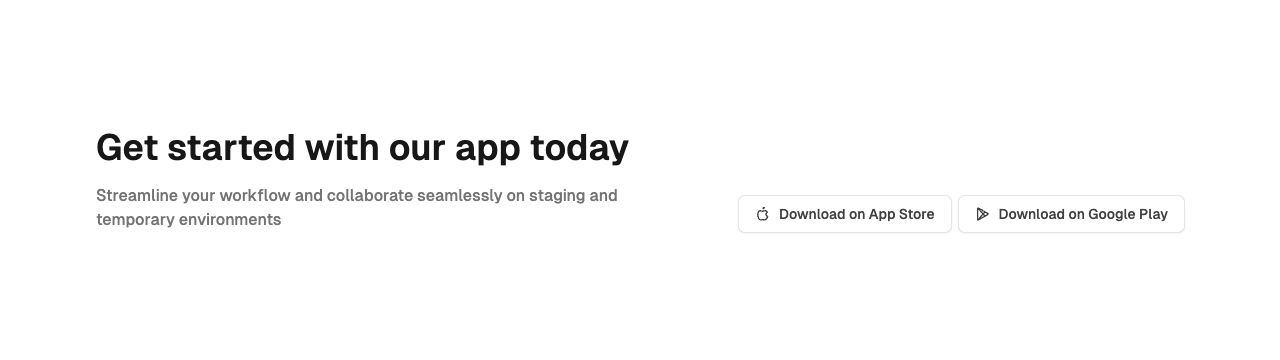 Get started with our app today
Streamline your workflow and collaborate seamlessly on staging and
temporary environments
Download on App Store
Download on Google Play